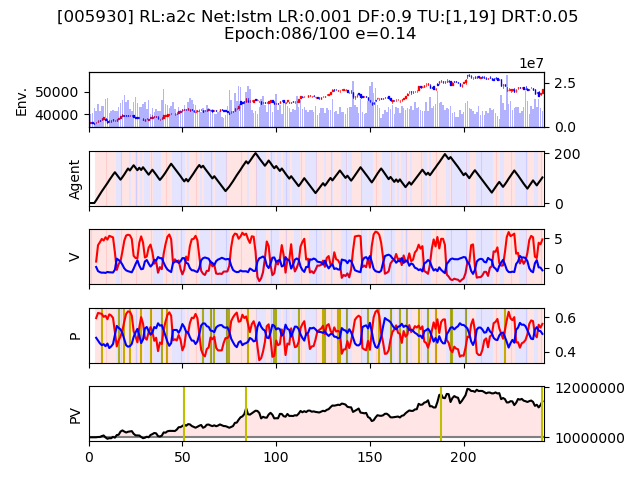 [005930] RL:a2c Net:lstm LR:0.001 DF:0.9 TU:[1,19] DRT:0.05
Epoch:086/100 e=0.14
1e7
Env.
50000
40000
2.5
0.0
Agent
200
0
V
5
0
P
0.6
0.4
PV
12000000
10000000
0 50 100 150 200